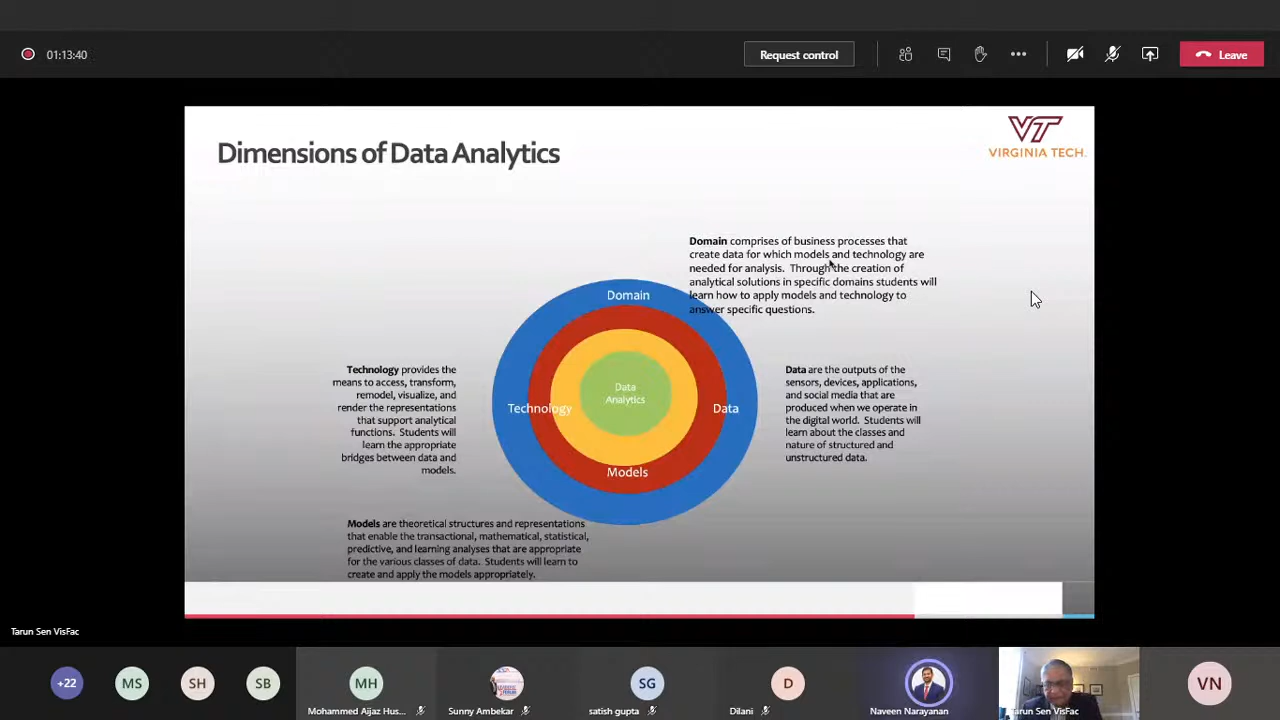 01:13:40
Request control
Leave
Dimensions of Data Analytics
VT
VIRGINIA TECH.
Domain comprises of business processes that
create data for which models and technology are
needed for analysis. Through the creation of
analytical solutions in specific domains students will
learn how to apply models and technology to
answer specific questions.
Domain
Technology provides the
means to access, transform,
remodel, visualize, and
render the representations
that support analytical
functions. Students will
learn the appropriate
bridges between data and
models.
Technology
Data
Analytics
Data
Models
Data are the outputs of the
sensors, devices, applications,
and social media that are
produced when we operate in
the digital world. Students will
learn about the classes and
nature of structured and
unstructured data.
Models are theoretical structures and representations
that enable the transactional, mathematical, statistical,
predictive, and learning analyses that are appropriate
for the various classes of data. Students will learn to
create and apply the models appropriately.
Tarun Sen VisFac
+22
MS
SH
SB
MH
Mohammed Aijaz Hus...
Sunny Ambekar
SG
satish gupta
D
Dilani
Naveen Narayanan
Tarun Sen VisFac
VN